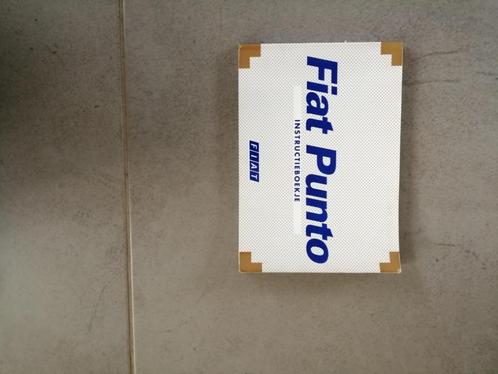 Fiat Punto
INSTRUCTIEBOEKJE
FIAT